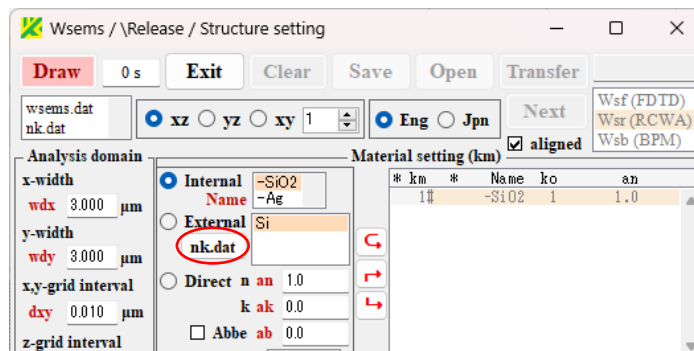 Wsems / \Release / Structure setting
Draw 0 s Exit Clear Save Open Transfer
wsems.dat
nk.dat
xz yz xy 1
Eng Jpn
Next
aligned
Wsf (FDTD)
Wsr (RCWA)
Wsb (BPM)
Analysis domain
x-width
wdx 3.000 μm
y-width
wdy 3.000 μm
x,y-grid interval
dxy 0.010 μm
z-grid interval
Internal
Name
-SiO2
-Ag
External
nk.dat
Si
Direct n an 1.0
k ak 0.0
Abbe ab 0.0
Material setting (km)
* km * Name ko an
1# -SiO2 1 1.0